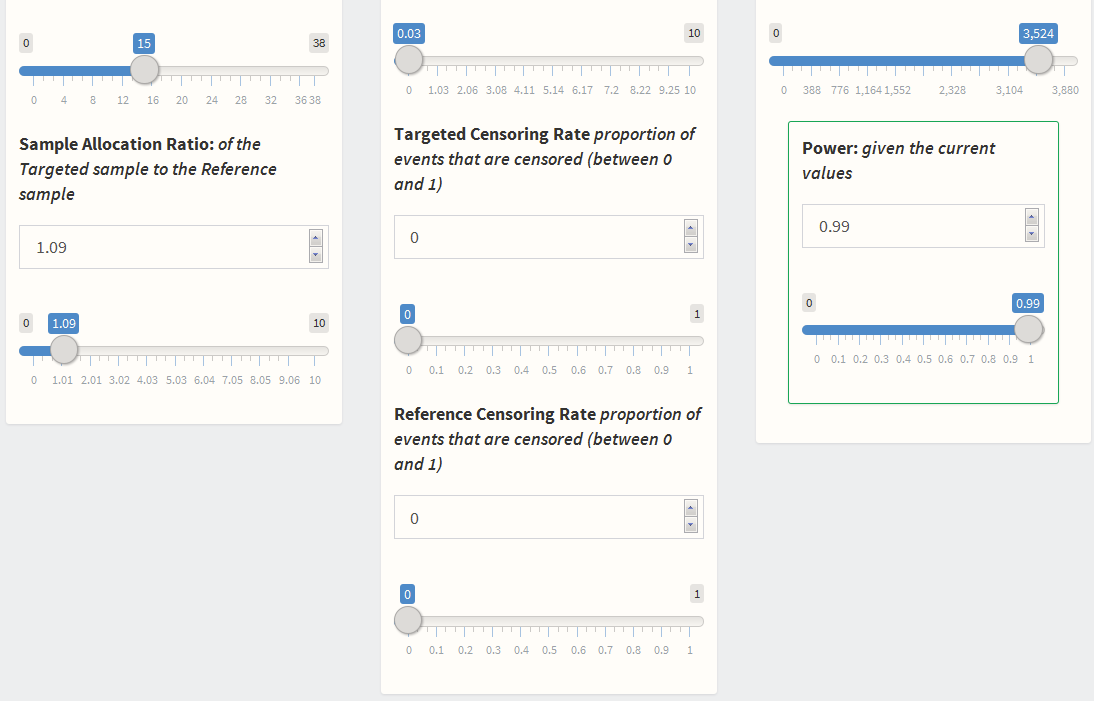 0 15 38
0 4 8 12 16 20 24 28 32 36 38
Sample Allocation Ratio: of the
Targeted sample to the Reference
sample
1.09
0 1.09 10
0 1.01 2.01 3.02 4.03 5.03 6.04 7.05 8.05 9.06 10
0.03 10
0 1.03 2.06 3.08 4.11 5.14 6.17 7.2 8.22 9.25 10
Targeted Censoring Rate proportion of
events that are censored (between 0
and 1)
0
0 1
0 0.1 0.2 0.3 0.4 0.5 0.6 0.7 0.8 0.9 1
Reference Censoring Rate proportion of
events that are censored (between 0
and 1)
0
0 1
0 0.1 0.2 0.3 0.4 0.5 0.6 0.7 0.8 0.9 1
0 3,524
0 388 776 1,164 1,552 2,328 3,104 3,880
Power: given the current
values
0.99
0 0.99
0 0.1 0.2 0.3 0.4 0.5 0.6 0.7 0.8 0.9 1